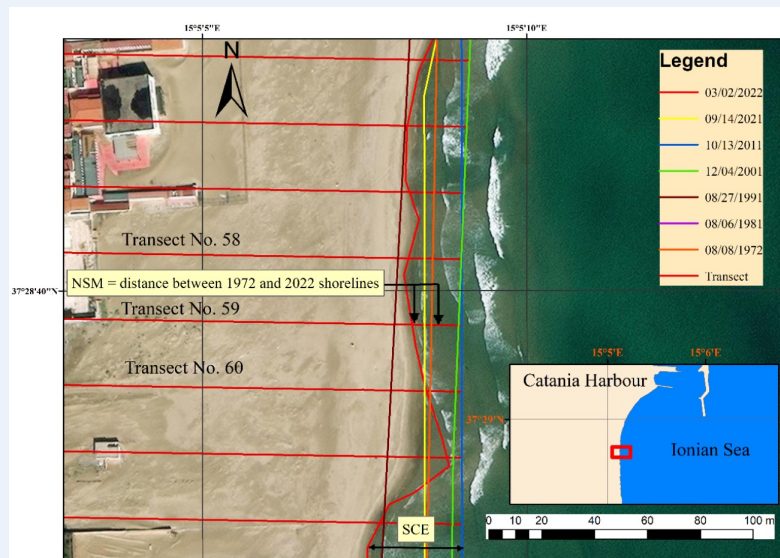 15°5'5"E
15°5'10"E
N
Legend
03/02/2022
09/14/2021
10/13/2011
12/04/2001
08/27/1991
08/06/1981
08/08/1972
Transect
Transect No. 58
NSM = distance between 1972 and 2022 shorelines
37°28'40"N
Transect No. 59
Transect No. 60
15°5'E
15°6'E
Catania Harbour
37°29'N
Ionian Sea
SCE
0 10 20 40 60 80 100 m